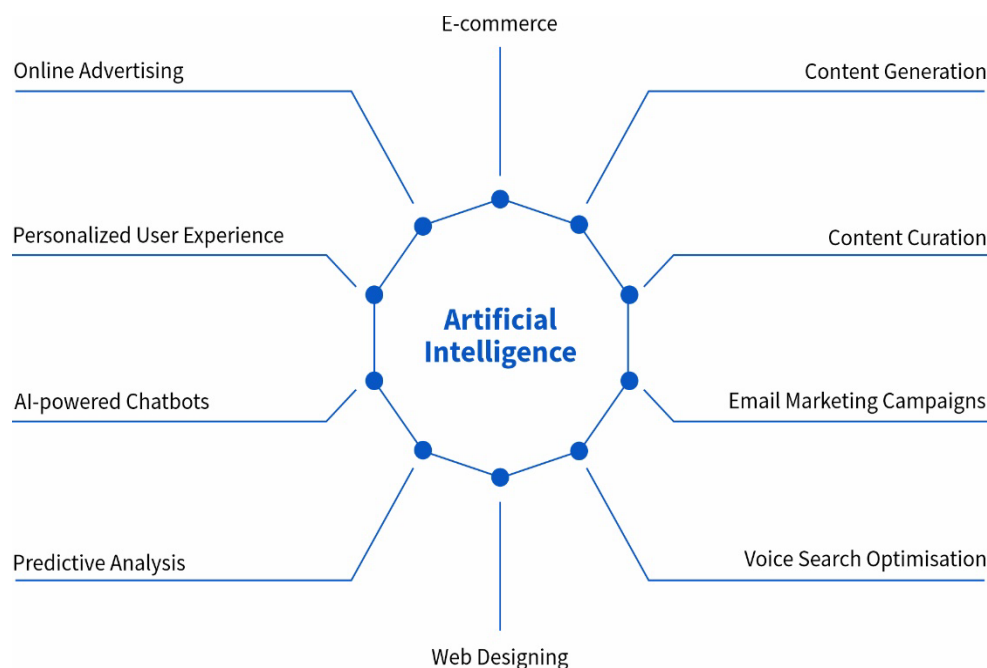 E-commerce
Online Advertising
Content Generation
Personalized User Experience
Content Curation
Artificial
Intelligence
AI-powered Chatbots
Email Marketing Campaigns
Predictive Analysis
Voice Search Optimisation
Web Designing